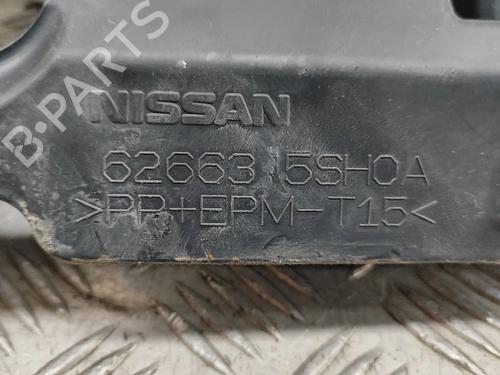 B-PARTS
NISSAN
62663 5SH0A
>PP+EPM-T15<